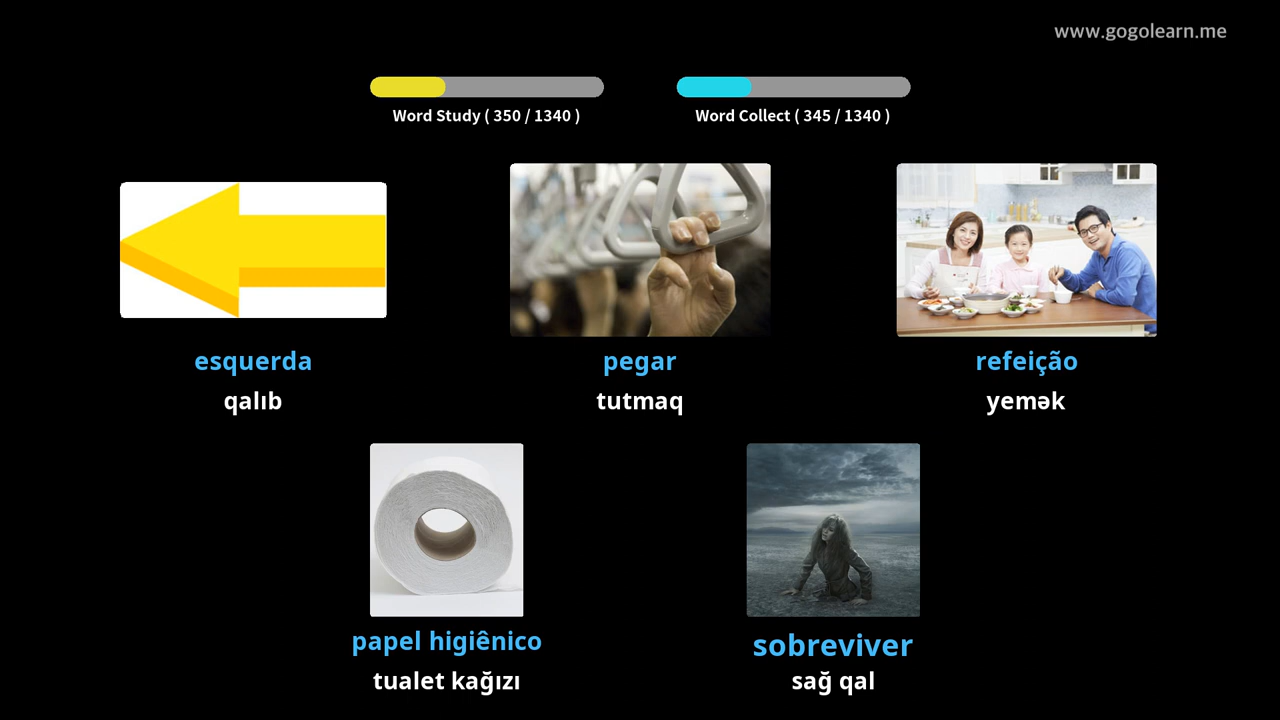 www.gogolearn.me
Word Study ( 350 / 1340 )
Word Collect ( 345 / 1340 )
esquerda
qalıb
pegar
tutmaq
refeição
yemək
papel higiênico
tualet kağızı
sobreviver
sağ qal